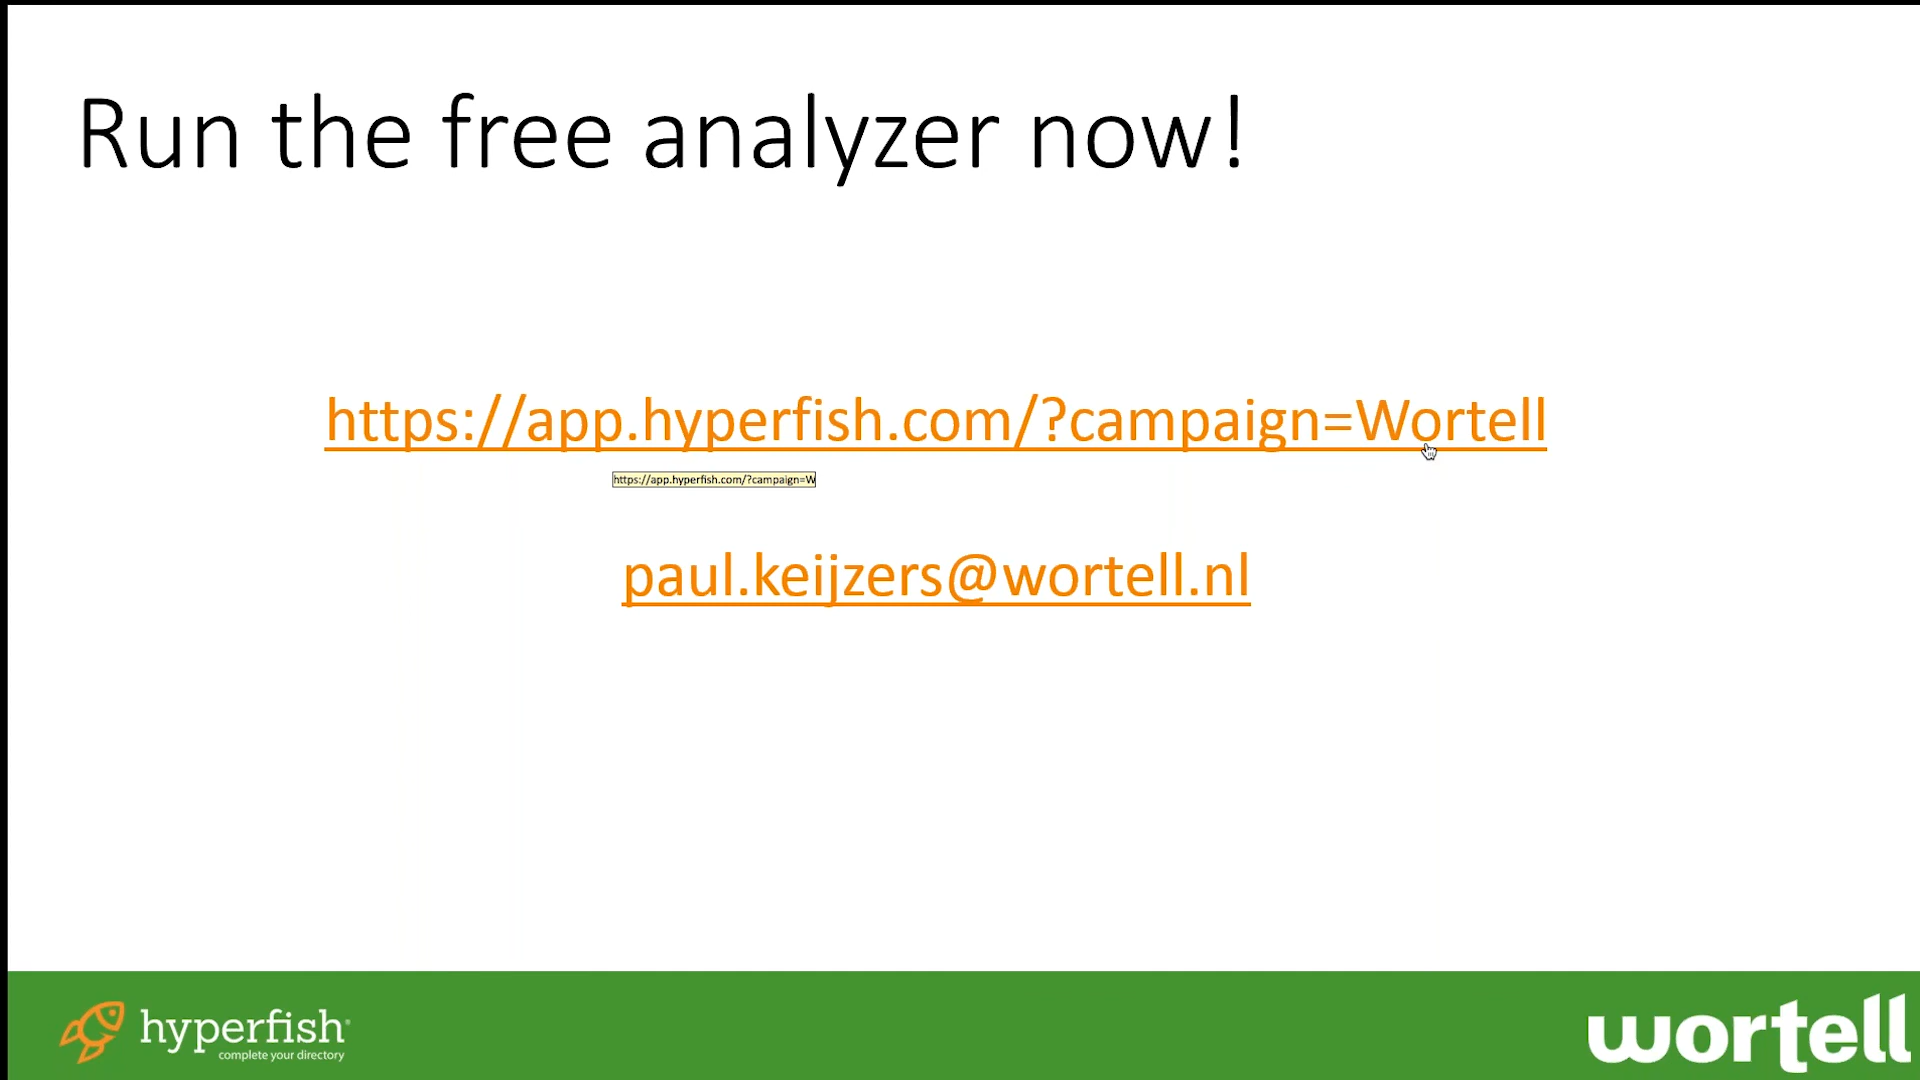 Run the free analyzer now!
https://app.hyperfish.com/?campaign=Wortell
https://app.hyperfish.com/?campaign=W
paul.keijzers@wortell.nl
hyperfish®
complete your directory
wortell